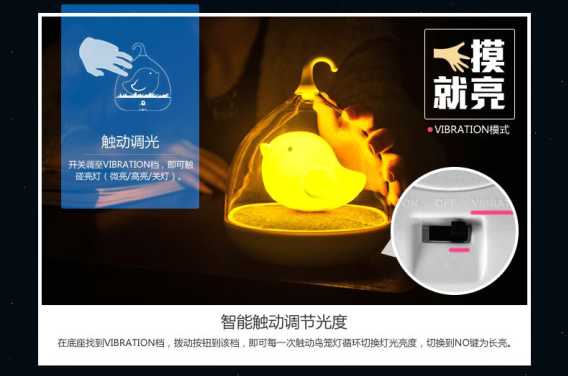 触动调光
开关调至VIBRATION档，即可触
碰亮灯（微亮/高亮/关灯）。
摸
就亮
VIBRATION模式
ON OFF VIBRAT
智能触动调节光度
在底座找到VIBRATION档，拨动按钮到该档，即可每一次触动鸟笼灯循环切换灯光亮度，切换到NO键为长亮。